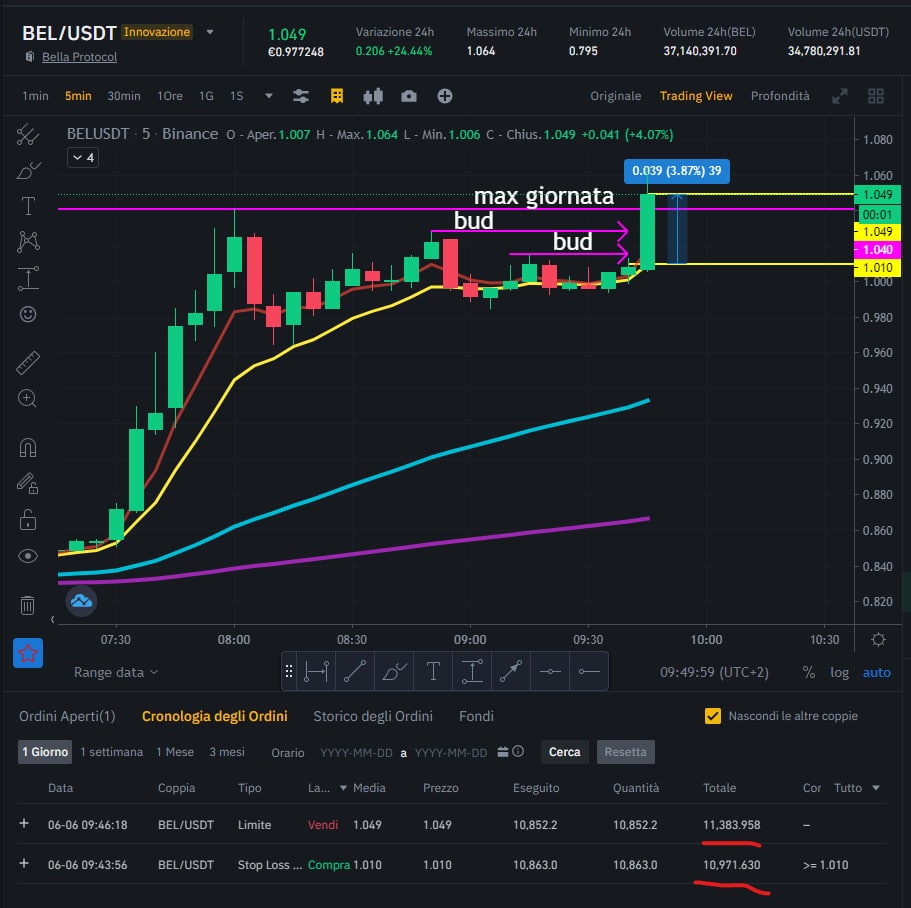 BEL/USDT Innovazione
Bella Protocol
1.049
€0.977248
Variazione 24h
0.206 +24.44%
Massimo 24h
1.064
Minimo 24h
0.795
Volume 24h(BEL)
37,140,391.70
Volume 24h(USDT)
34,780,291.81
1min 5min 30min 1Ore 1G 1S
Originale Trading View Profondità
BELUSDT · 5 · Binance O - Aper.1.007 H - Max.1.064 L - Min.1.006 C - Chius.1.049 +0.041 (+4.07%)
4
0.039 (3.87%) 39
max giornata
bud
bud
1.080
1.060
1.049
00:01
1.049
1.040
1.010
1.000
0.980
0.960
0.940
0.920
0.900
0.880
0.860
0.840
0.820
07:30 08:00 08:30 09:00 09:30 10:00 10:30
Range data
09:49:59 (UTC+2) % log auto
Ordini Aperti(1) Cronologia degli Ordini Storico degli Ordini Fondi
Nascondi le altre coppie
1 Giorno 1 settimana 1 Mese 3 mesi Orario YYYY-MM-DD a YYYY-MM-DD Cerca Resetta
Data Coppia Tipo La... Media Prezzo Eseguito Quantità Totale Cor Tutto
+ 06-06 09:46:18 BEL/USDT Limite Vendi 1.049 1.049 10,852.2 10,852.2 11,383.958 –
+ 06-06 09:43:56 BEL/USDT Stop Loss ... Compra 1.010 1.010 10,863.0 10,863.0 10,971.630 >= 1.010